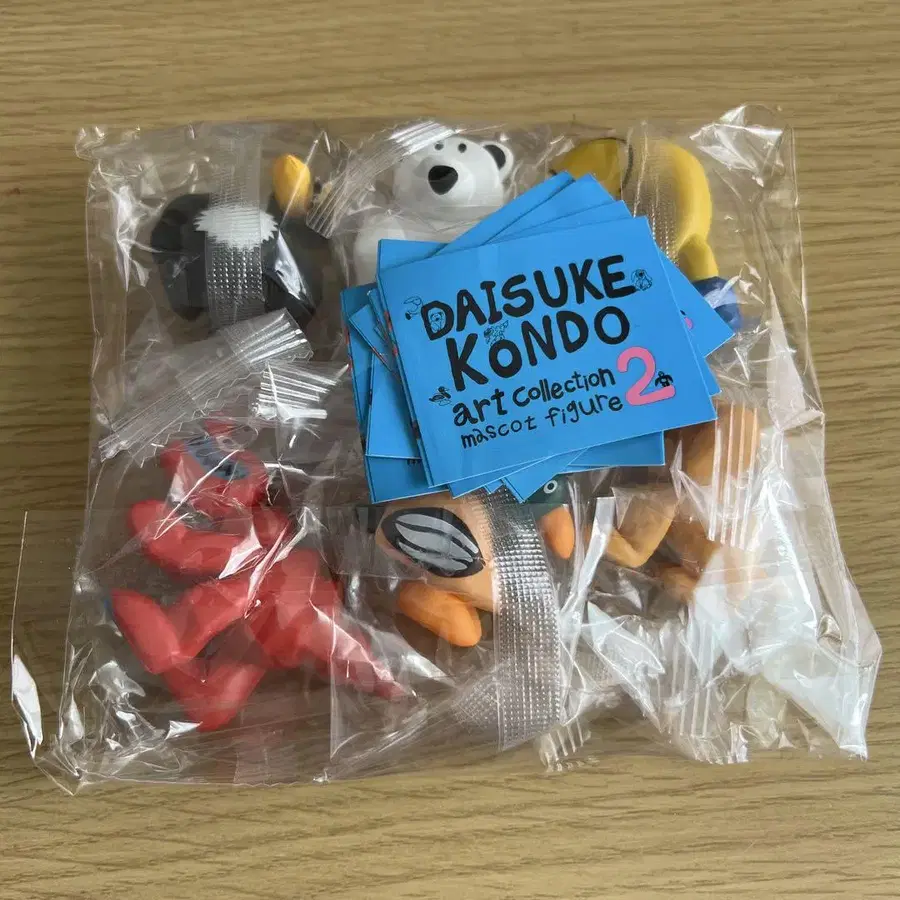 DAISUKE
KONDO
art collection
mascot figure 2